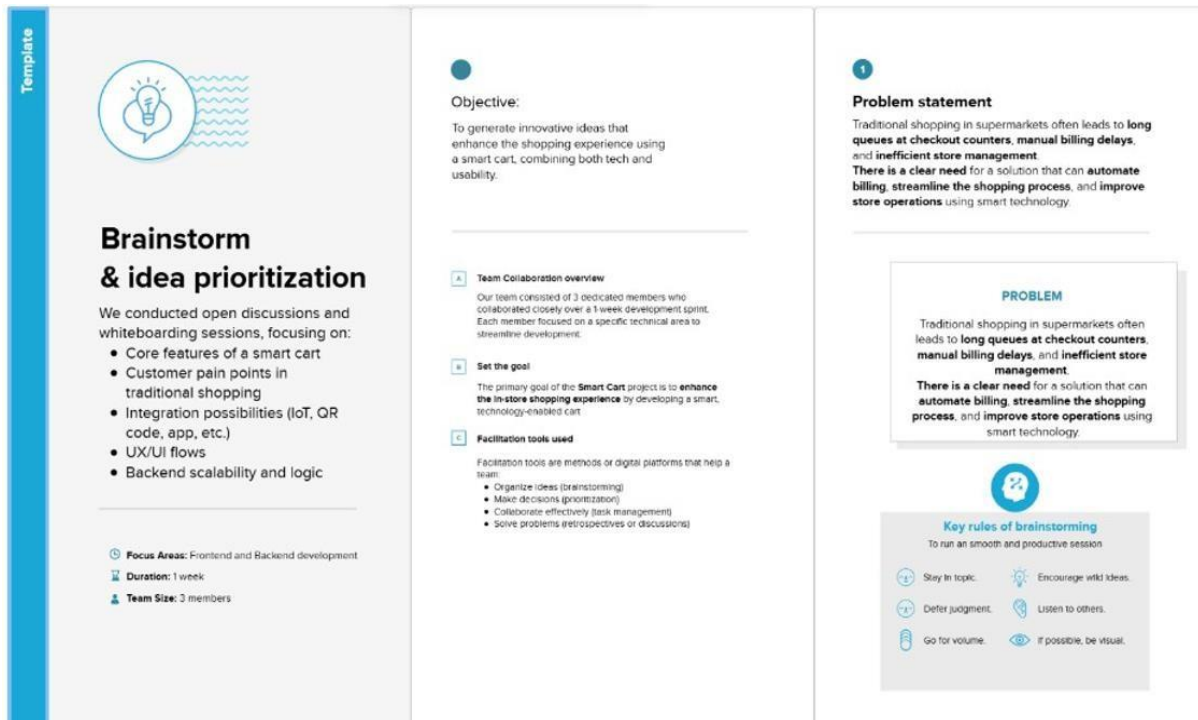 Template
Brainstorm
& idea prioritization
We conducted open discussions and
whiteboarding sessions, focusing on:
● Core features of a smart cart
● Customer pain points in
traditional shopping
● Integration possibilities (IoT, QR
code, app, etc.)
● UX/UI flows
● Backend scalability and logic
Focus Areas: Frontend and Backend development
Duration: 1 week
Team Size: 3 members
Objective:
To generate innovative ideas that
enhance the shopping experience using
a smart cart, combining both tech and
usability.
A Team Collaboration overview
Our team consisted of 3 dedicated members who
collaborated closely over a 1-week development sprint.
Each member focused on a specific technical area to
streamline development.
B Set the goal
The primary goal of the Smart Cart project is to enhance
the in-store shopping experience by developing a smart,
technology-enabled cart
C Facilitation tools used
Facilitation tools are methods or digital platforms that help a
team:
● Organize ideas (brainstorming)
● Make decisions (prioritization)
● Collaborate effectively (task management)
● Solve problems (retrospectives or discussions)
1
Problem statement
Traditional shopping in supermarkets often leads to long
queues at checkout counters, manual billing delays,
and inefficient store management.
There is a clear need for a solution that can automate
billing, streamline the shopping process, and improve
store operations using smart technology.
PROBLEM
Traditional shopping in supermarkets often
leads to long queues at checkout counters,
manual billing delays, and inefficient store
management.
There is a clear need for a solution that can
automate billing, streamline the shopping
process, and improve store operations using
smart technology.
Key rules of brainstorming
To run an smooth and productive session
Stay in topic.
Encourage wild ideas.
Defer judgment.
Listen to others.
Go for volume.
If possible, be visual.